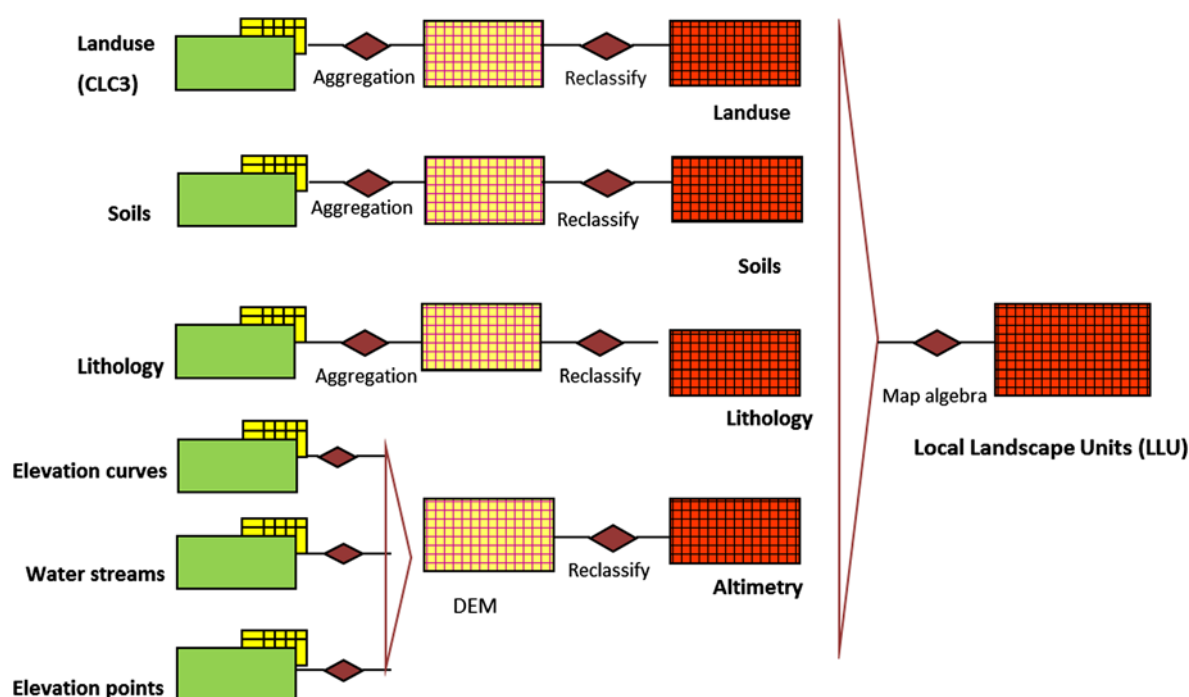 Landuse
(CLC3)
Aggregation
Reclassify
Landuse
Soils
Aggregation
Reclassify
Soils
Lithology
Aggregation
Reclassify
Lithology
Map algebra
Local Landscape Units (LLU)
Elevation curves
Water streams
DEM
Reclassify
Altimetry
Elevation points